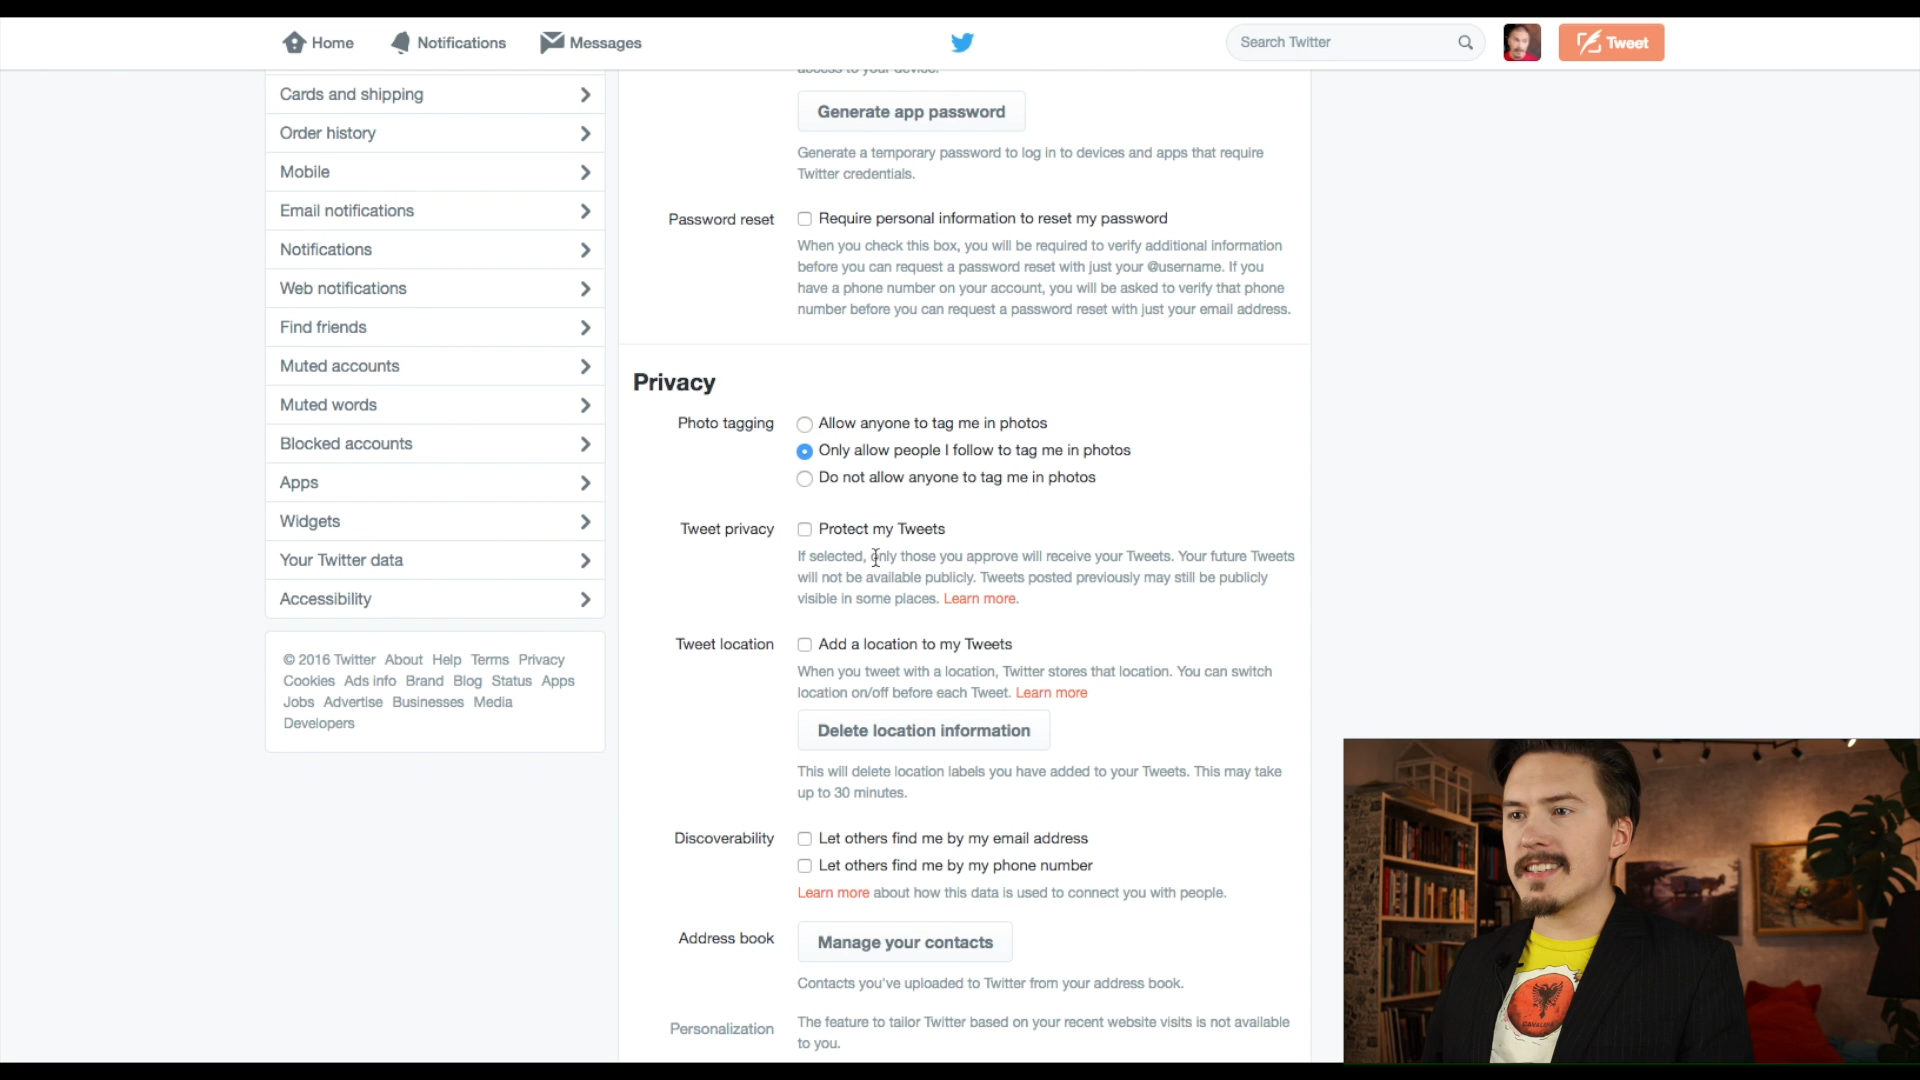 Home
Notifications
Messages
Search Twitter
Tweet
Cards and shipping
Order history
Mobile
Email notifications
Notifications
Web notifications
Find friends
Muted accounts
Muted words
Blocked accounts
Apps
Widgets
Your Twitter data
Accessibility
© 2016 Twitter About Help Terms Privacy
Cookies Ads info Brand Blog Status Apps
Jobs Advertise Businesses Media
Developers
access to your device.
Generate app password
Generate a temporary password to log in to devices and apps that require
Twitter credentials.
Password reset
Require personal information to reset my password
When you check this box, you will be required to verify additional information
before you can request a password reset with just your @username. If you
have a phone number on your account, you will be asked to verify that phone
number before you can request a password reset with just your email address.
Privacy
Photo tagging
Allow anyone to tag me in photos
Only allow people I follow to tag me in photos
Do not allow anyone to tag me in photos
Tweet privacy
Protect my Tweets
If selected, only those you approve will receive your Tweets. Your future Tweets
will not be available publicly. Tweets posted previously may still be publicly
visible in some places. Learn more.
Tweet location
Add a location to my Tweets
When you tweet with a location, Twitter stores that location. You can switch
location on/off before each Tweet. Learn more
Delete location information
This will delete location labels you have added to your Tweets. This may take
up to 30 minutes.
Discoverability
Let others find me by my email address
Let others find me by my phone number
Learn more about how this data is used to connect you with people.
Address book
Manage your contacts
Contacts you've uploaded to Twitter from your address book.
Personalization
The feature to tailor Twitter based on your recent website visits is not available
to you.